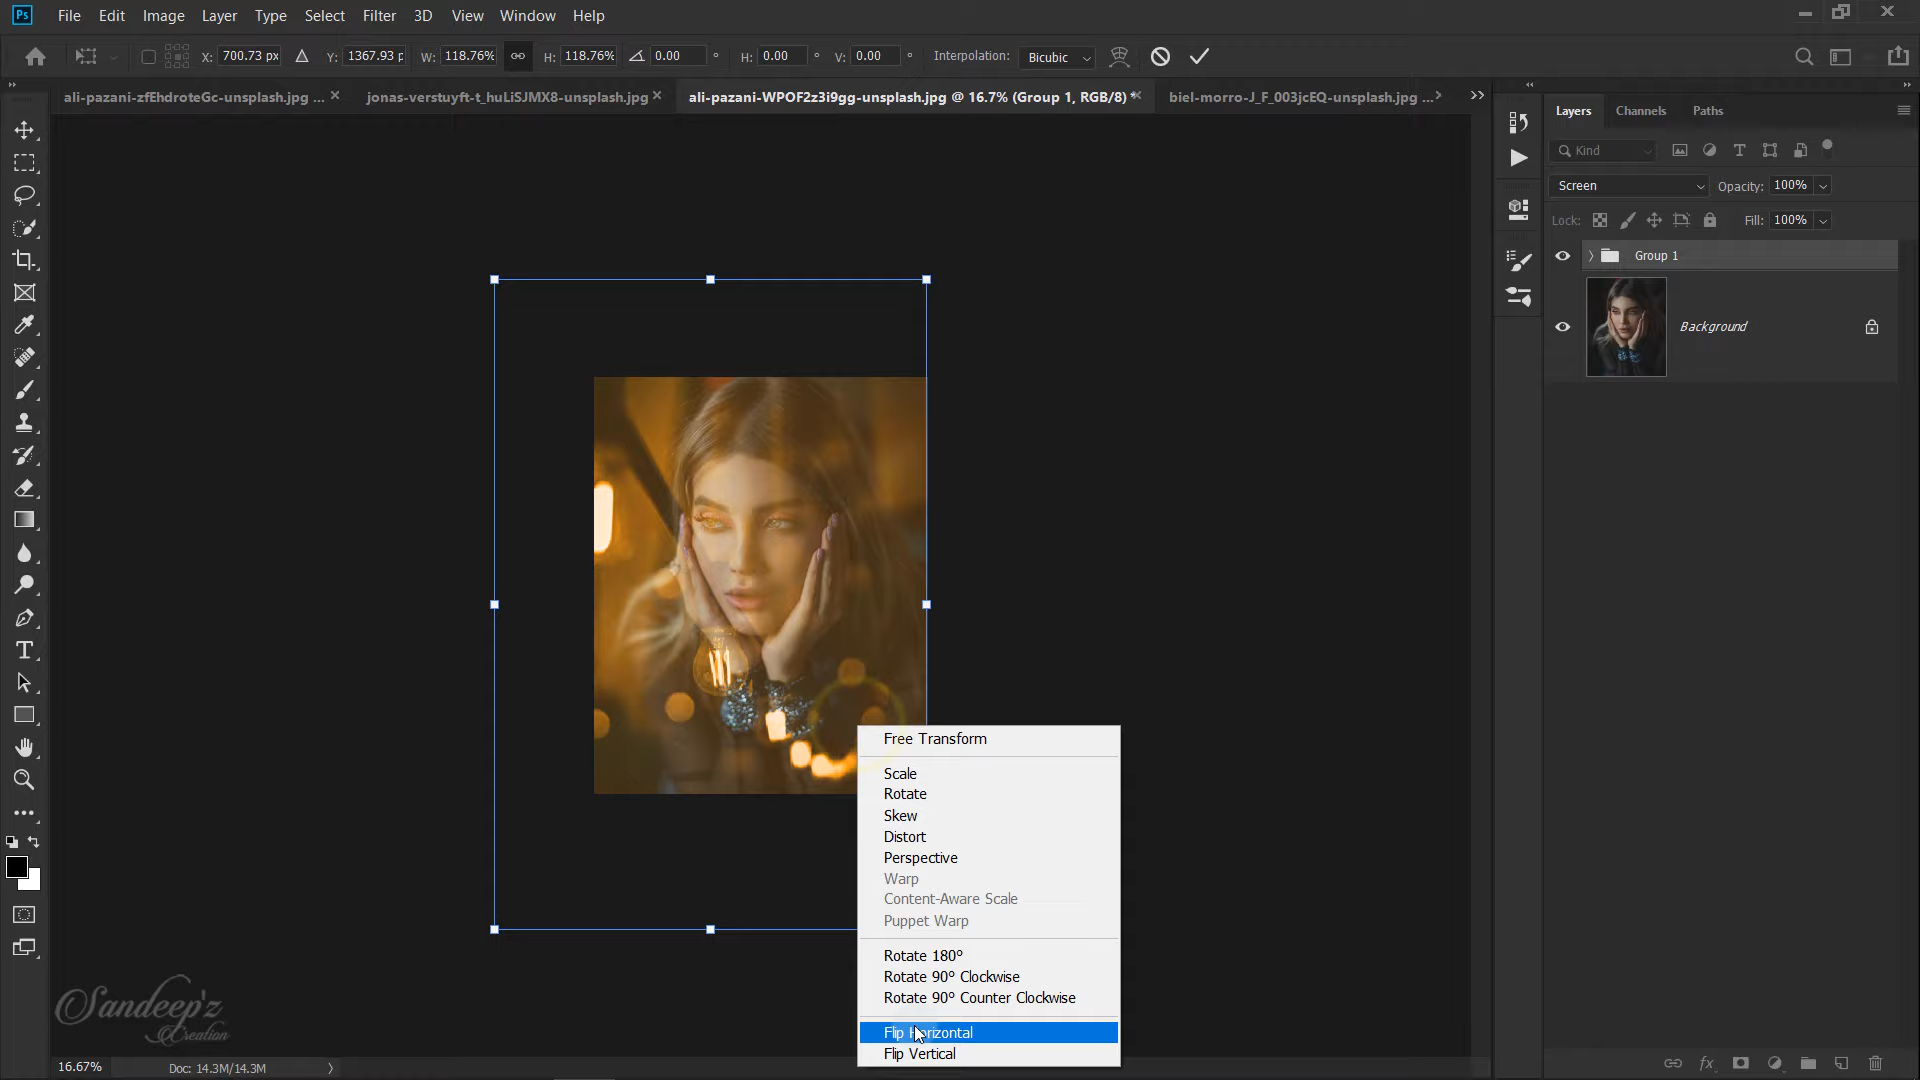 Ps File Edit Image Layer Type Select Filter 3D View Window Help
X: 700.73 px Y: 1367.93 p W: 118.76% H: 118.76% 0.00 ° H: 0.00 ° V: 0.00 ° Interpolation: Bicubic
ali-pazani-zfEhdroteGc-unsplash.jpg ... × jonas-verstuyft-t_huLiSJMX8-unsplash.jpg × ali-pazani-WPOF2z3i9gg-unsplash.jpg @ 16.7% (Group 1, RGB/8) * × biel-morro-J_F_003jcEQ-unsplash.jpg ...
Layers Channels Paths
Kind
Screen Opacity: 100%
Lock: Fill: 100%
Group 1
Background
Free Transform
Scale
Rotate
Skew
Distort
Perspective
Warp
Content-Aware Scale
Puppet Warp
Rotate 180°
Rotate 90° Clockwise
Rotate 90° Counter Clockwise
Flip Horizontal
Flip Vertical
Sandeep'z
Creation
16.67% Doc: 14.3M/14.3M